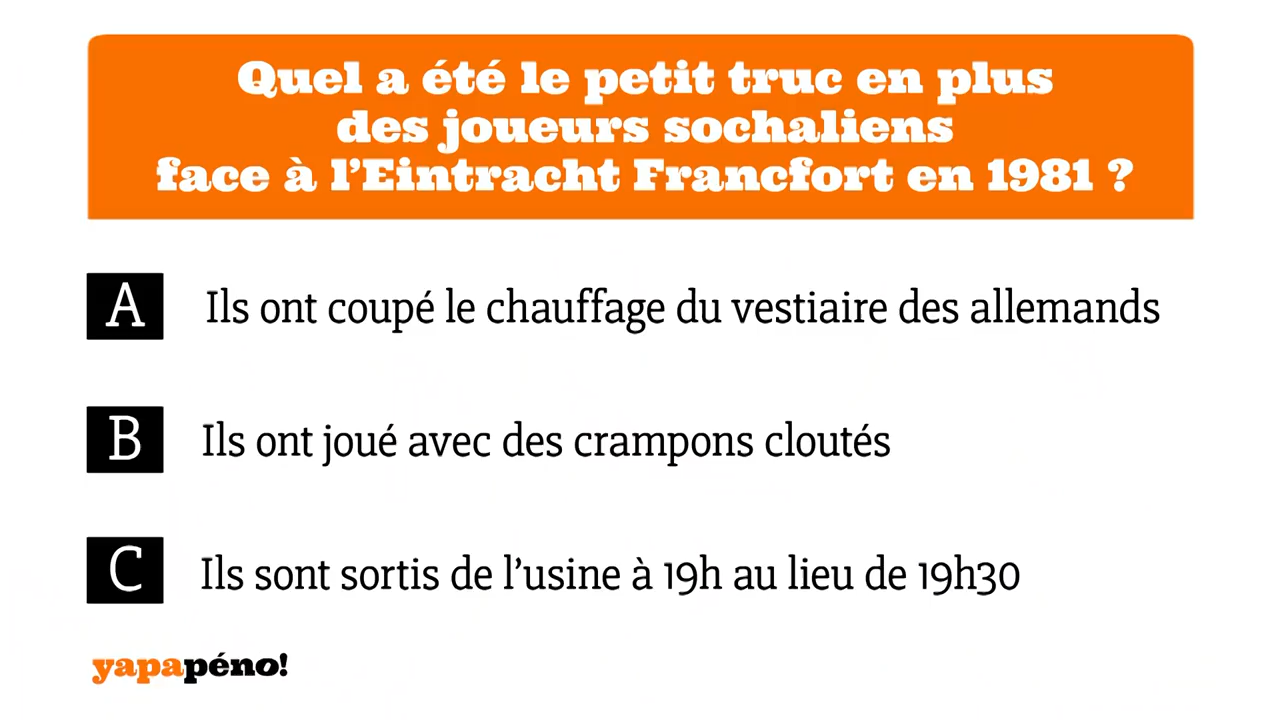 Quel a été le petit truc en plus
des joueurs sochaliens
face à l'Eintracht Francfort en 1981 ?
A Ils ont coupé le chauffage du vestiaire des allemands
B Ils ont joué avec des crampons cloutés
C Ils sont sortis de l'usine à 19h au lieu de 19h30
yapapéno!